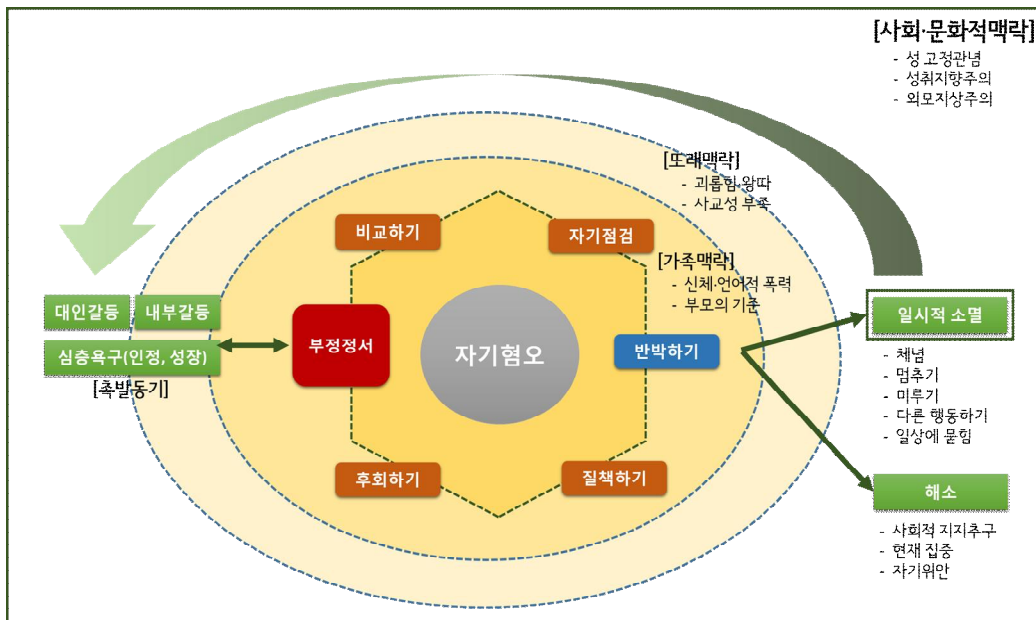 [사회·문화적맥락]
- 성 고정관념
- 성취지향주의
- 외모지상주의
[또래맥락]
- 괴롭힘·왕따
- 사교성 부족
비교하기
자기점검
[가족맥락]
- 신체·언어적 폭력
- 부모의 기준
대인갈등
내부갈등
심층욕구(인정, 성장)
[촉발동기]
부정정서
자기혐오
반박하기
일시적 소멸
- 체념
- 멈추기
- 미루기
- 다른 행동하기
- 일상에 묻힘
후회하기
질책하기
해소
- 사회적 지지추구
- 현재 집중
- 자기위안